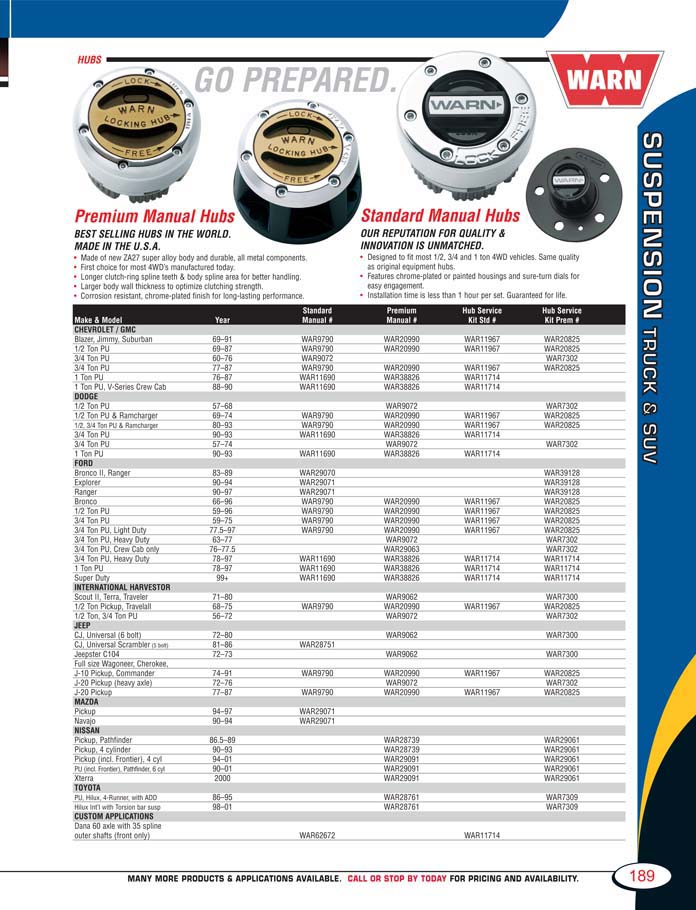 HUBS
GO PREPARED.
WARN
LOCK
WARN
LOCKING HUB
FREE
LOCK
WARN
LOCKING HUB
FREE
WARN
LOCK
FREE
WARN
SUSPENSION TRUCK & SUV
Premium Manual Hubs
BEST SELLING HUBS IN THE WORLD.
MADE IN THE U.S.A.
• Made of new ZA27 super alloy body and durable, all metal components.
• First choice for most 4WD's manufactured today.
• Longer clutch-ring spline teeth & body spline area for better handling.
• Larger body wall thickness to optimize clutching strength.
• Corrosion resistant, chrome-plated finish for long-lasting performance.
Standard Manual Hubs
OUR REPUTATION FOR QUALITY &
INNOVATION IS UNMATCHED.
• Designed to fit most 1/2, 3/4 and 1 ton 4WD vehicles. Same quality
as original equipment hubs.
• Features chrome-plated or painted housings and sure-turn dials for
easy engagement.
• Installation time is less than 1 hour per set. Guaranteed for life.
Standard Premium Hub Service Hub Service
Make & Model Year Manual # Manual # Kit Std # Kit Prem #
CHEVROLET / GMC
Blazer, Jimmy, Suburban 69–91 WAR9790 WAR20990 WAR11967 WAR20825
1/2 Ton PU 69–87 WAR9790 WAR20990 WAR11967 WAR20825
3/4 Ton PU 60–76 WAR9072 WAR7302
3/4 Ton PU 77–87 WAR9790 WAR20990 WAR11967 WAR20825
1 Ton PU 76–87 WAR11690 WAR38826 WAR11714
1 Ton PU, V-Series Crew Cab 88–90 WAR11690 WAR38826 WAR11714
DODGE
1/2 Ton PU 57–68 WAR9072 WAR7302
1/2 Ton PU & Ramcharger 69–74 WAR9790 WAR20990 WAR11967 WAR20825
1/2, 3/4 Ton PU & Ramcharger 80–93 WAR9790 WAR20990 WAR11967 WAR20825
3/4 Ton PU 90–93 WAR11690 WAR38826 WAR11714
3/4 Ton PU 57–74 WAR9072 WAR7302
1 Ton PU 90–93 WAR11690 WAR38826 WAR11714
FORD
Bronco II, Ranger 83–89 WAR29070 WAR39128
Explorer 90–94 WAR29071 WAR39128
Ranger 90–97 WAR29071 WAR39128
Bronco 66–96 WAR9790 WAR20990 WAR11967 WAR20825
1/2 Ton PU 59–96 WAR9790 WAR20990 WAR11967 WAR20825
3/4 Ton PU 59–75 WAR9790 WAR20990 WAR11967 WAR20825
3/4 Ton PU, Light Duty 77.5–97 WAR9790 WAR20990 WAR11967 WAR20825
3/4 Ton PU, Heavy Duty 63–77 WAR9072 WAR7302
3/4 Ton PU, Crew Cab only 76–77.5 WAR29063 WAR7302
3/4 Ton PU, Heavy Duty 78–97 WAR11690 WAR38826 WAR11714 WAR11714
1 Ton PU 78–97 WAR11690 WAR38826 WAR11714 WAR11714
Super Duty 99+ WAR11690 WAR38826 WAR11714 WAR11714
INTERNATIONAL HARVESTOR
Scout II, Terra, Traveler 71–80 WAR9062 WAR7300
1/2 Ton Pickup, Travelall 68–75 WAR9790 WAR20990 WAR11967 WAR20825
1/2 Ton, 3/4 Ton PU 56–72 WAR9072 WAR7302
JEEP
CJ, Universal (6 bolt) 72–80 WAR9062 WAR7300
CJ, Universal Scrambler (5 bolt) 81–86 WAR28751
Jeepster C104 72–73 WAR9062 WAR7300
Full size Wagoneer, Cherokee,
J-10 Pickup, Commander 74–91 WAR9790 WAR20990 WAR11967 WAR20825
J-20 Pickup (heavy axle) 72–76 WAR9072 WAR7302
J-20 Pickup 77–87 WAR9790 WAR20990 WAR11967 WAR20825
MAZDA
Pickup 94–97 WAR29071
Navajo 90–94 WAR29071
NISSAN
Pickup, Pathfinder 86.5–89 WAR28739 WAR29061
Pickup, 4 cylinder 90–93 WAR28739 WAR29061
Pickup (incl. Frontier), 4 cyl 94–01 WAR29091 WAR29061
PU (incl. Frontier), Pathfinder, 6 cyl 90–01 WAR29091 WAR29061
Xterra 2000 WAR29091 WAR29061
TOYOTA
PU, Hilux, 4-Runner, with ADD 86–95 WAR28761 WAR7309
Hilux Int'l with Torsion bar susp 98–01 WAR28761 WAR7309
CUSTOM APPLICATIONS
Dana 60 axle with 35 spline
outer shafts (front only) WAR62672 WAR11714
MANY MORE PRODUCTS & APPLICATIONS AVAILABLE. CALL OR STOP BY TODAY FOR PRICING AND AVAILABILITY.
189